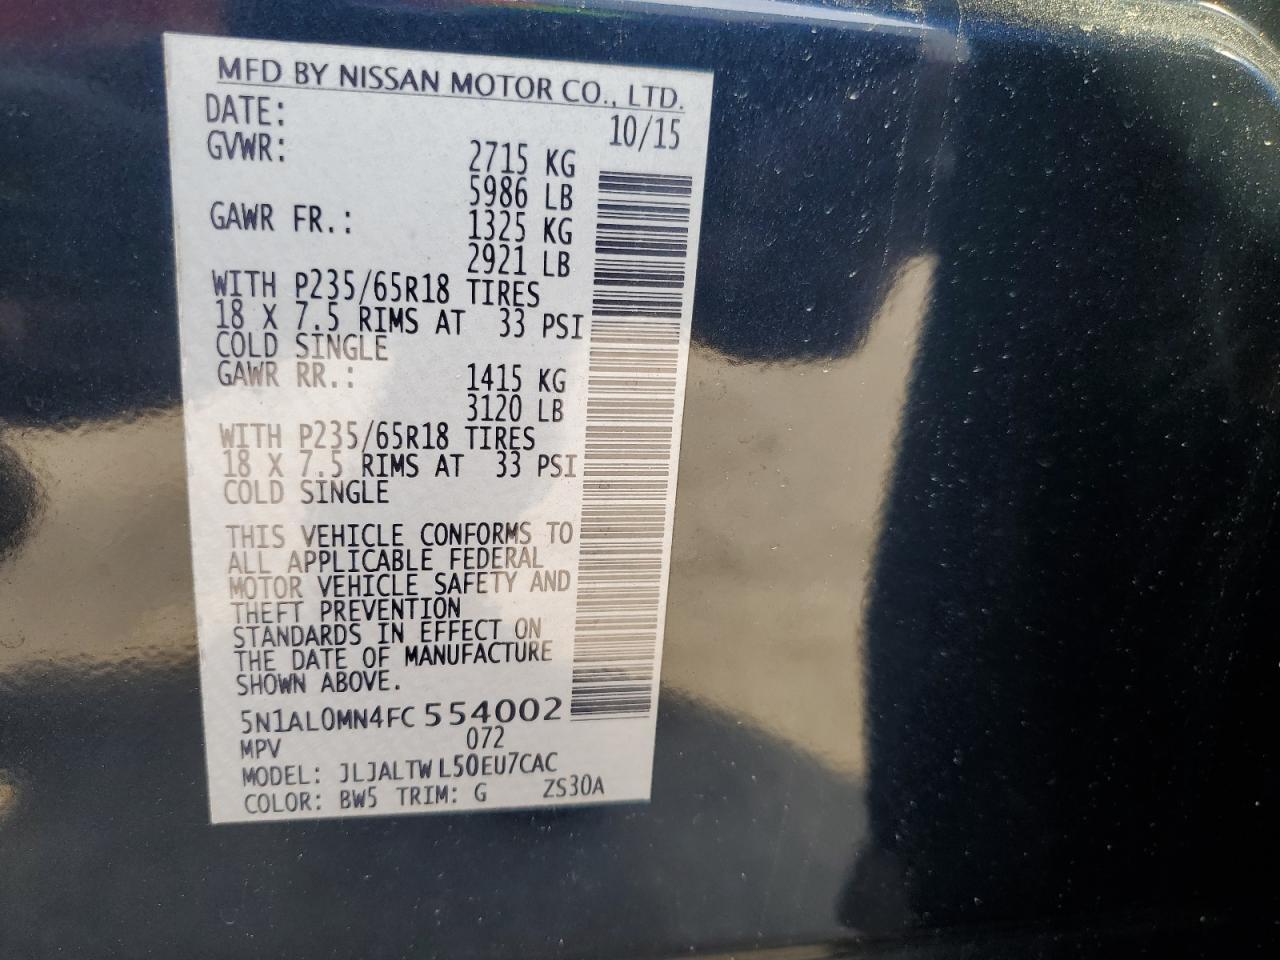 MFD BY NISSAN MOTOR CO., LTD.
DATE: 10/15
GVWR: 2715 KG
5986 LB
GAWR FR.: 1325 KG
2921 LB
WITH P235/65R18 TIRES
18 X 7.5 RIMS AT 33 PSI
COLD SINGLE
GAWR RR.: 1415 KG
3120 LB
WITH P235/65R18 TIRES
18 X 7.5 RIMS AT 33 PSI
COLD SINGLE
THIS VEHICLE CONFORMS TO
ALL APPLICABLE FEDERAL
MOTOR VEHICLE SAFETY AND
THEFT PREVENTION
STANDARDS IN EFFECT ON
THE DATE OF MANUFACTURE
SHOWN ABOVE.
5N1AL0MN4FC554002
MPV 072
MODEL: JLJALTWL50EU7CAC
COLOR: BW5 TRIM: G ZS30A